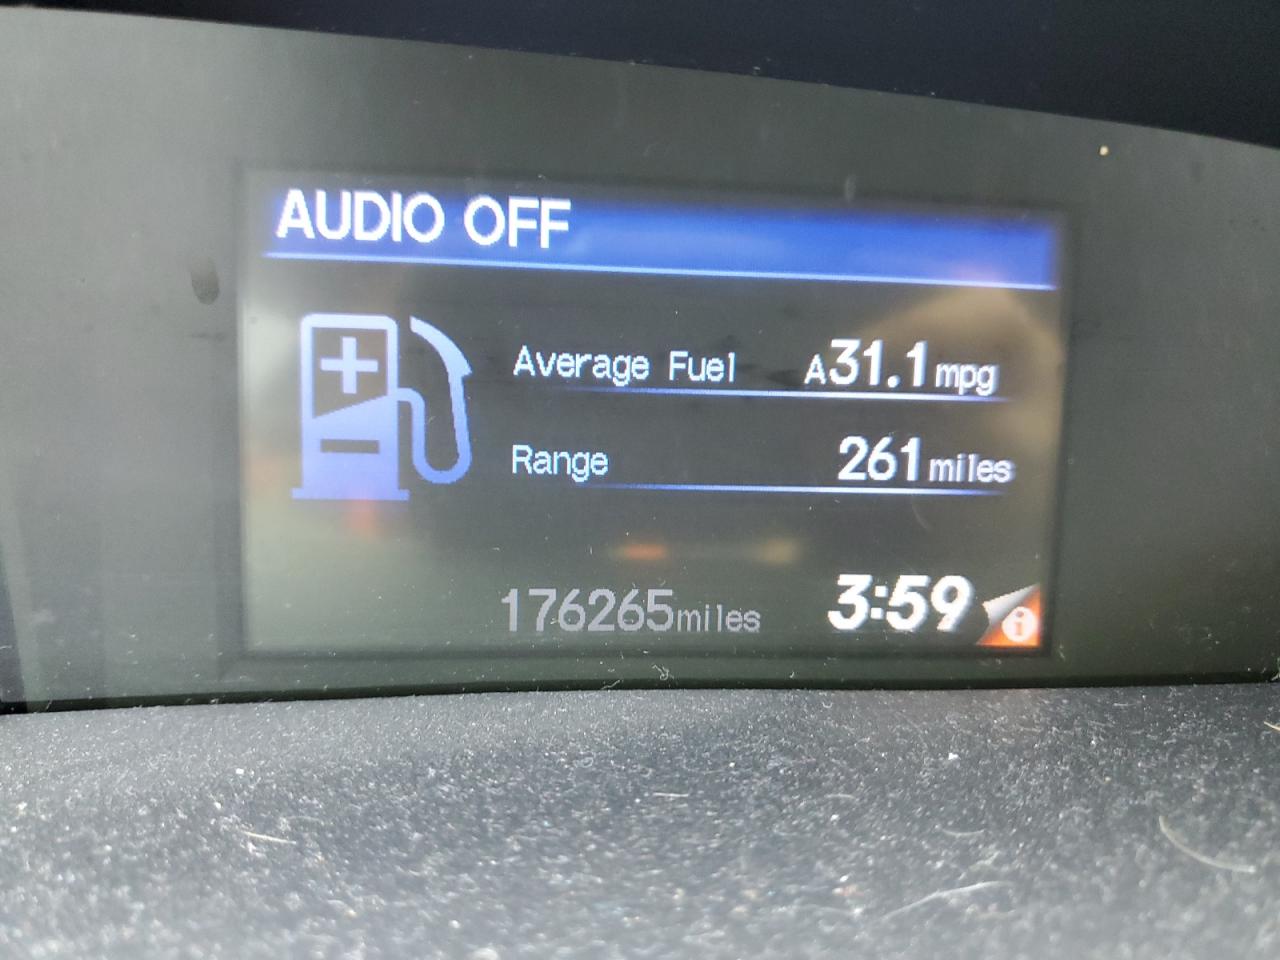 AUDIO OFF
Average Fuel A31.1mpg
Range 261miles
176265miles 3:59